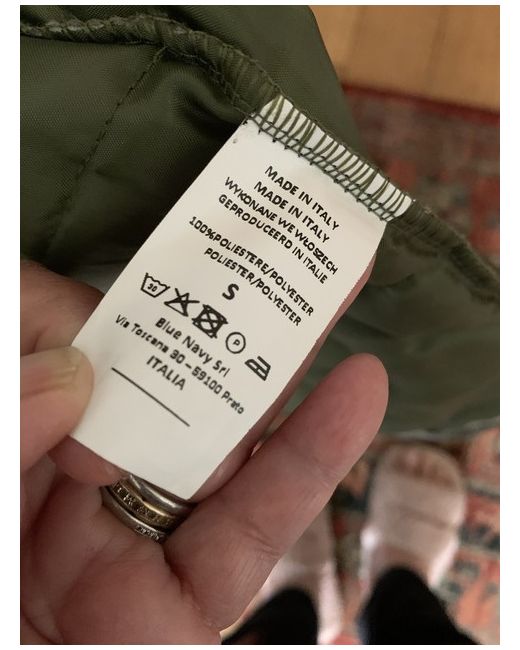 MADE IN ITALY
MADE IN ITALY
WYKONANE WE WŁOSZECH
GEPRODUCEERD IN ITALIE
100%POLIESTERE/POLYESTER
POLIESTER/POLYESTER
S
30 P
Blue Navy Srl
Via Toscana 30 - 59100 Prato
ITALIA